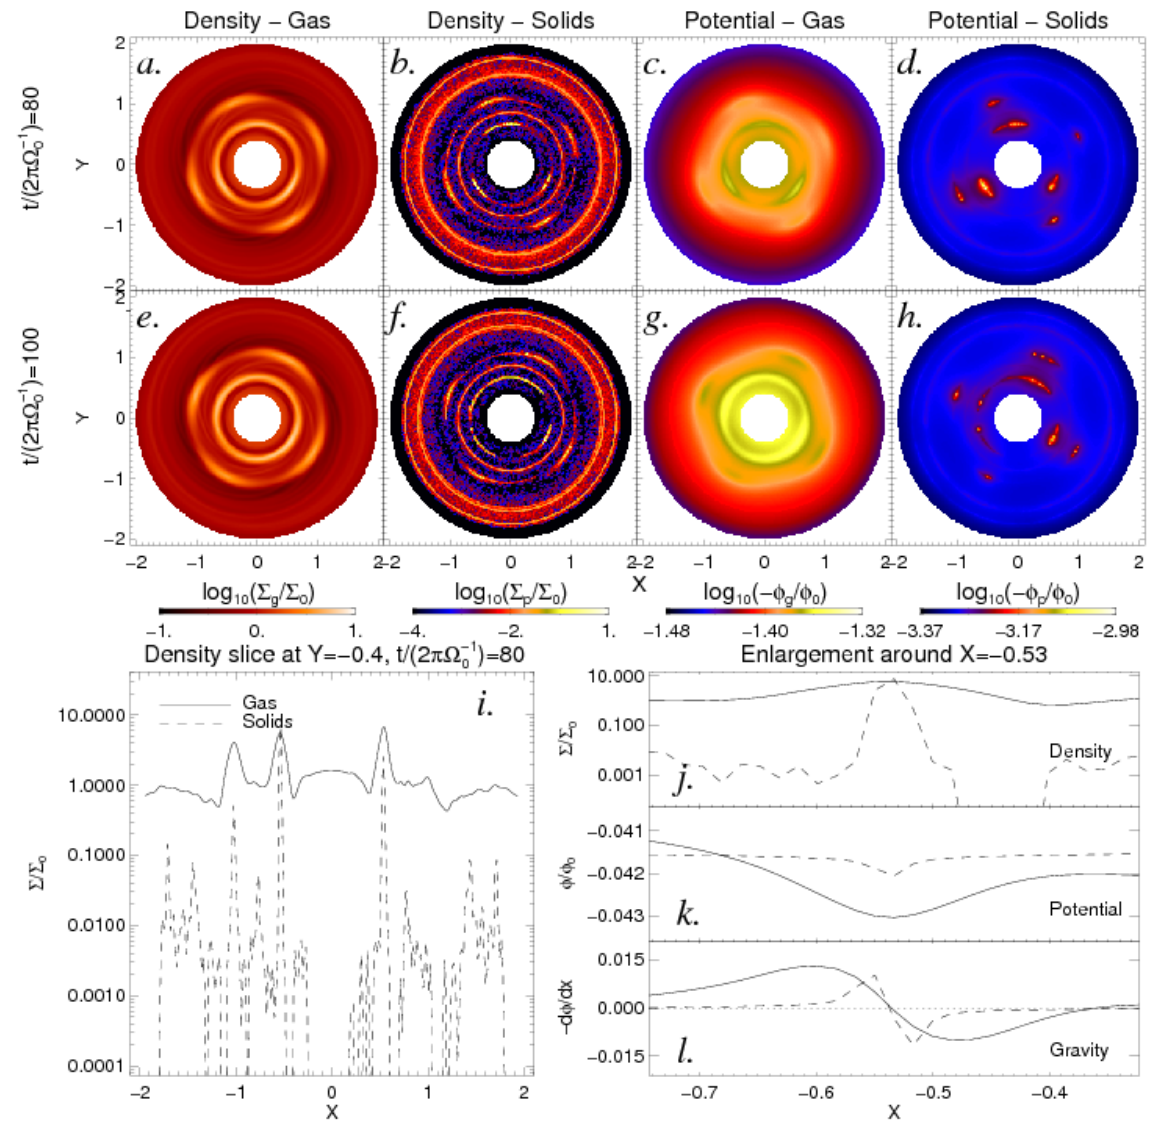 Density – Gas Density – Solids Potential – Gas Potential – Solids
t/(2πΩ₀⁻¹)=80
Y
2 1 0 −1 −2
a. b. c. d.
t/(2πΩ₀⁻¹)=100
Y
2 1 0 −1 −2
e. f. g. h.
−2 −1 0 1 2 −1 0 1 2 −1 0 1 2 −1 0 1 2
X
log₁₀(Σg/Σ₀) log₁₀(Σp/Σ₀) log₁₀(−ϕg/ϕ₀) log₁₀(−ϕp/ϕ₀)
−1. 0. 1. −4. −2. 1. −1.48 −1.40 −1.32 −3.37 −3.17 −2.98
Density slice at Y=−0.4, t/(2πΩ₀⁻¹)=80
Gas
Solids
i.
Σ/Σ₀
10.0000
1.0000
0.1000
0.0100
0.0010
0.0001
−2 −1 0 1 2
X
Enlargement around X=−0.53
Σ/Σ₀
10.000
0.100
0.001
Density
j.
ϕ/ϕ₀
−0.041
−0.042
−0.043
Potential
k.
−dϕ/dx
0.015
0.000
−0.015
Gravity
l.
−0.7 −0.6 −0.5 −0.4
X